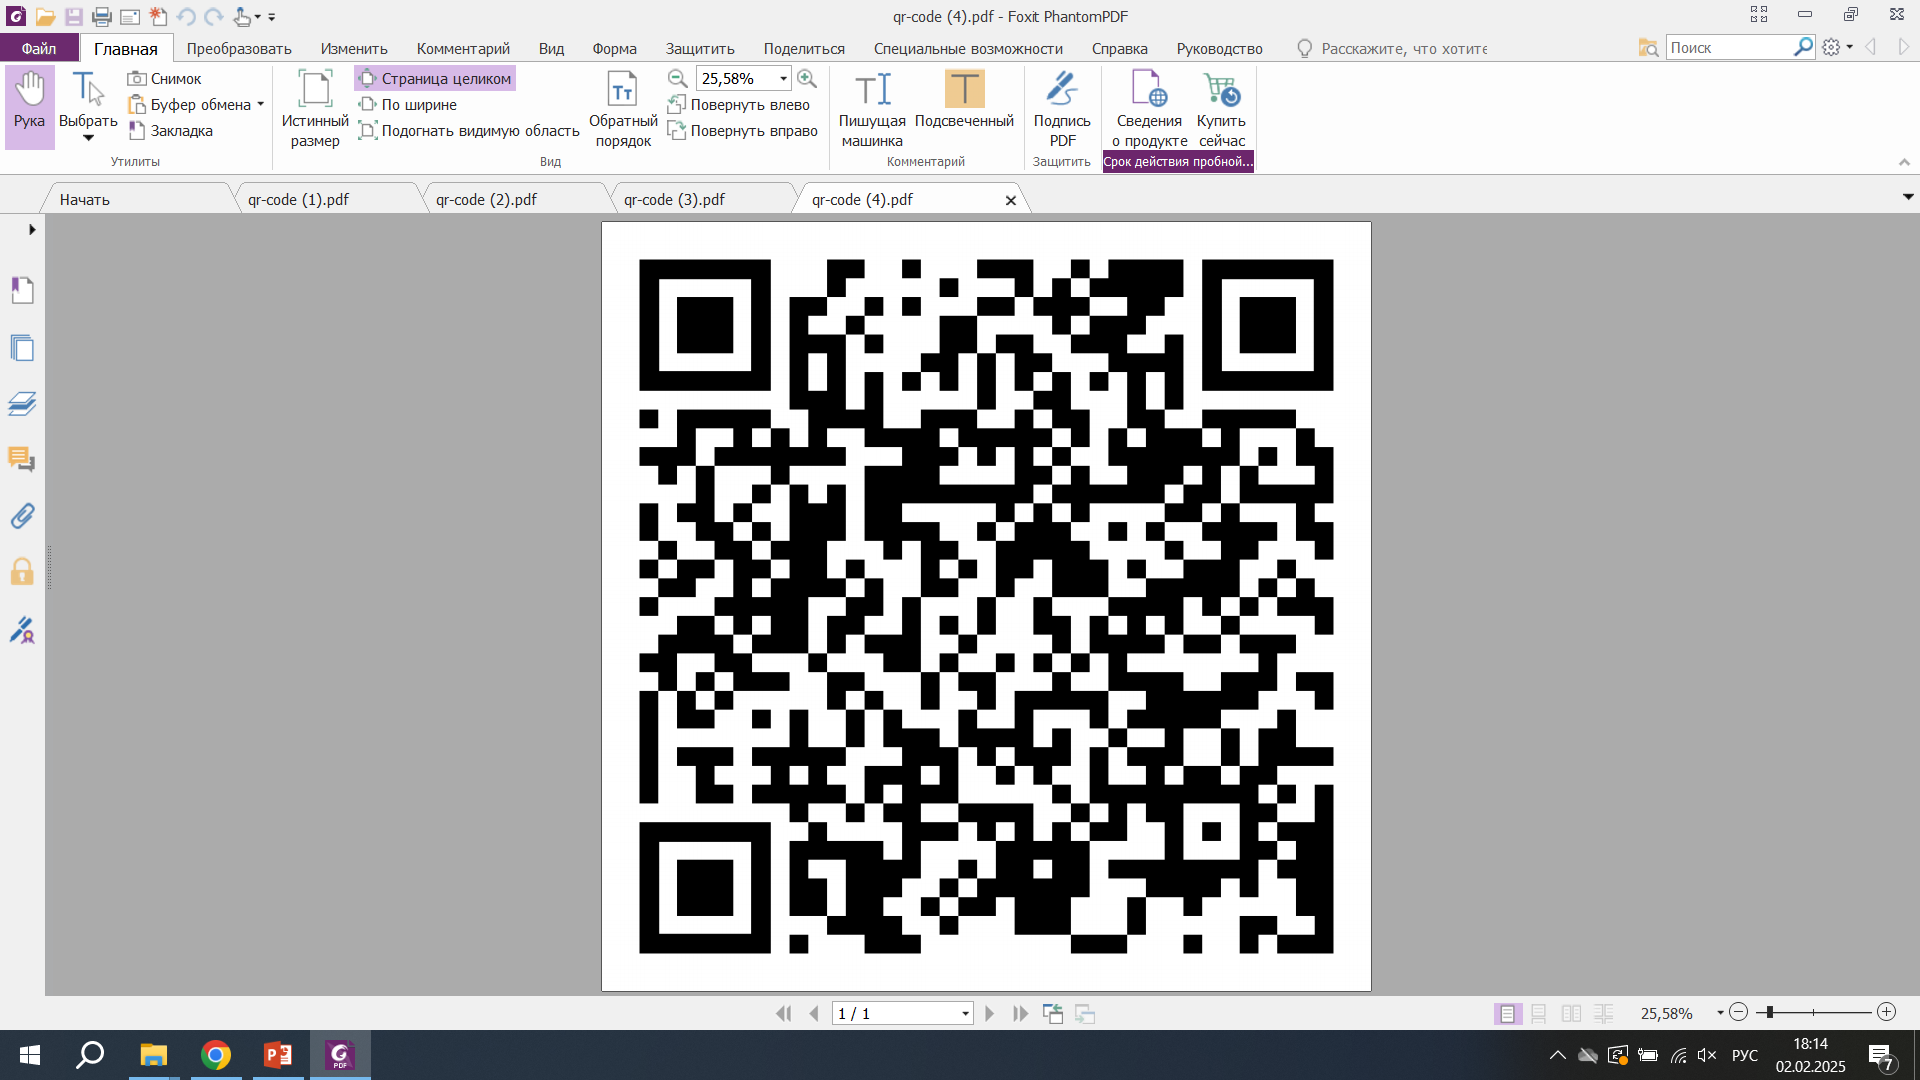 qr-code (4).pdf - Foxit PhantomPDF
Файл
Главная
Преобразовать
Изменить
Комментарий
Вид
Форма
Защитить
Поделиться
Специальные возможности
Справка
Руководство
Расскажите, что хотите
Поиск
Рука
Выбрать
Снимок
Буфер обмена
Закладка
Утилиты
Истинный
размер
Страница целиком
По ширине
Подогнать видимую область
Обратный
порядок
25,58%
Повернуть влево
Повернуть вправо
Вид
Пишущая
машинка
Подсвеченный
Комментарий
Подпись
PDF
Защитить
Сведения
о продукте
Купить
сейчас
Срок действия пробной...
Начать
qr-code (1).pdf
qr-code (2).pdf
qr-code (3).pdf
qr-code (4).pdf
1 / 1
25,58%
PDF
РУС
18:14
02.02.2025
7